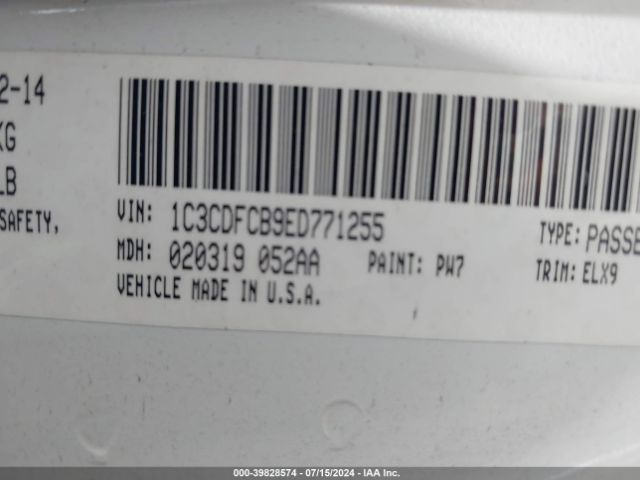 2-14
KG
LB
SAFETY,
VIN: 1C3CDFCB9ED771255
TYPE: PASSE
MDH: 020319 052AA
PAINT: PW7
TRIM: ELX9
VEHICLE MADE IN U.S.A.
000-39828574 - 07/15/2024 - IAA Inc.